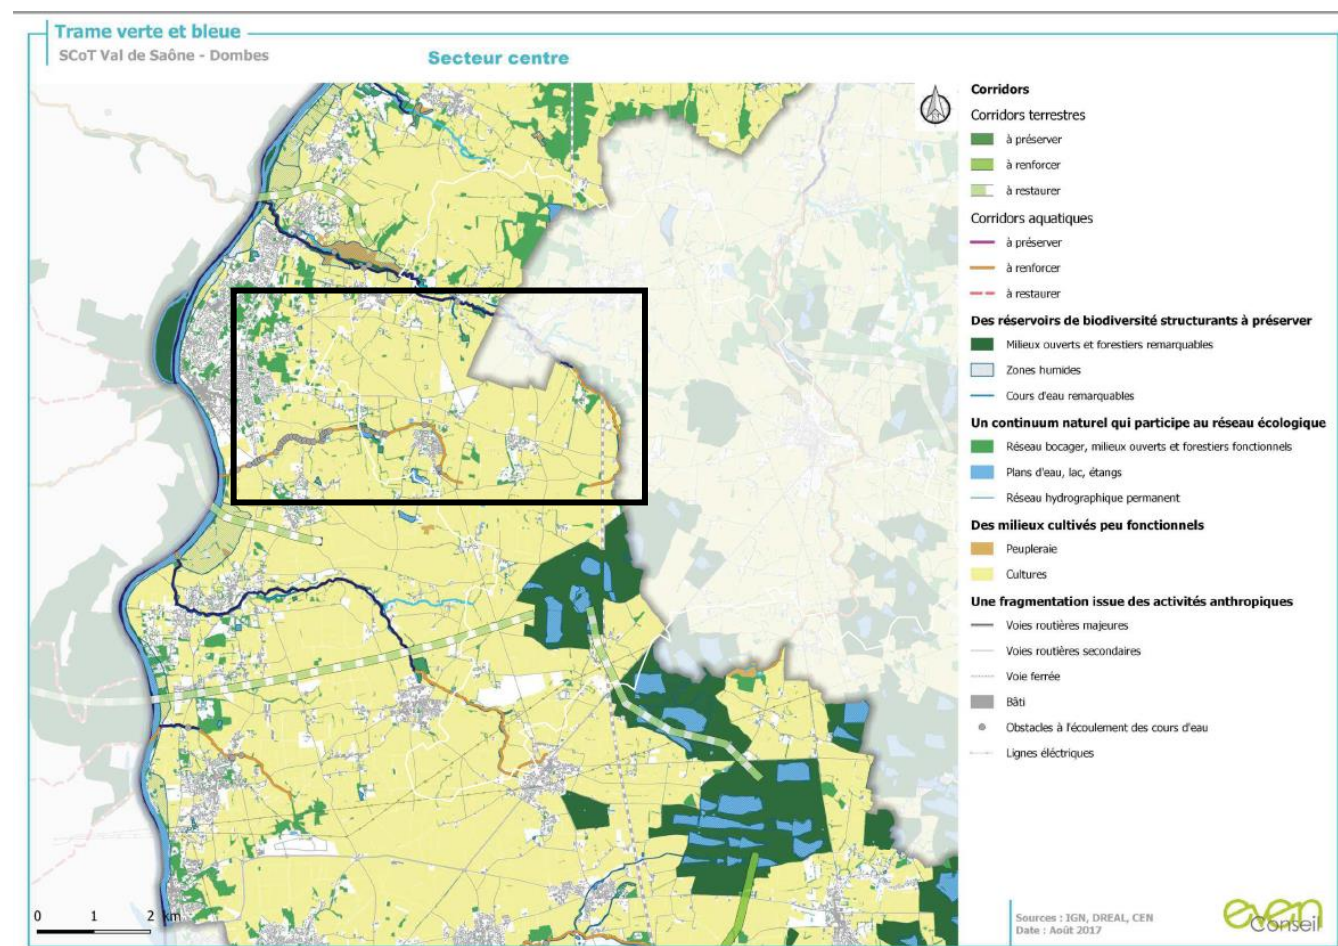 Trame verte et bleue
SCoT Val de Saône - Dombes
Secteur centre
Corridors
Corridors terrestres
à préserver
à renforcer
à restaurer
Corridors aquatiques
à préserver
à renforcer
à restaurer
Des réservoirs de biodiversité structurants à préserver
Milieux ouverts et forestiers remarquables
Zones humides
Cours d'eau remarquables
Un continuum naturel qui participe au réseau écologique
Réseau bocager, milieux ouverts et forestiers fonctionnels
Plans d'eau, lac, étangs
Réseau hydrographique permanent
Des milieux cultivés peu fonctionnels
Peupleraie
Cultures
Une fragmentation issue des activités anthropiques
Voies routières majeures
Voies routières secondaires
Voie ferrée
Bâti
Obstacles à l'écoulement des cours d'eau
Lignes éléctriques
0 1 2 km
Sources : IGN, DREAL, CEN
Date : Août 2017
even
Conseil